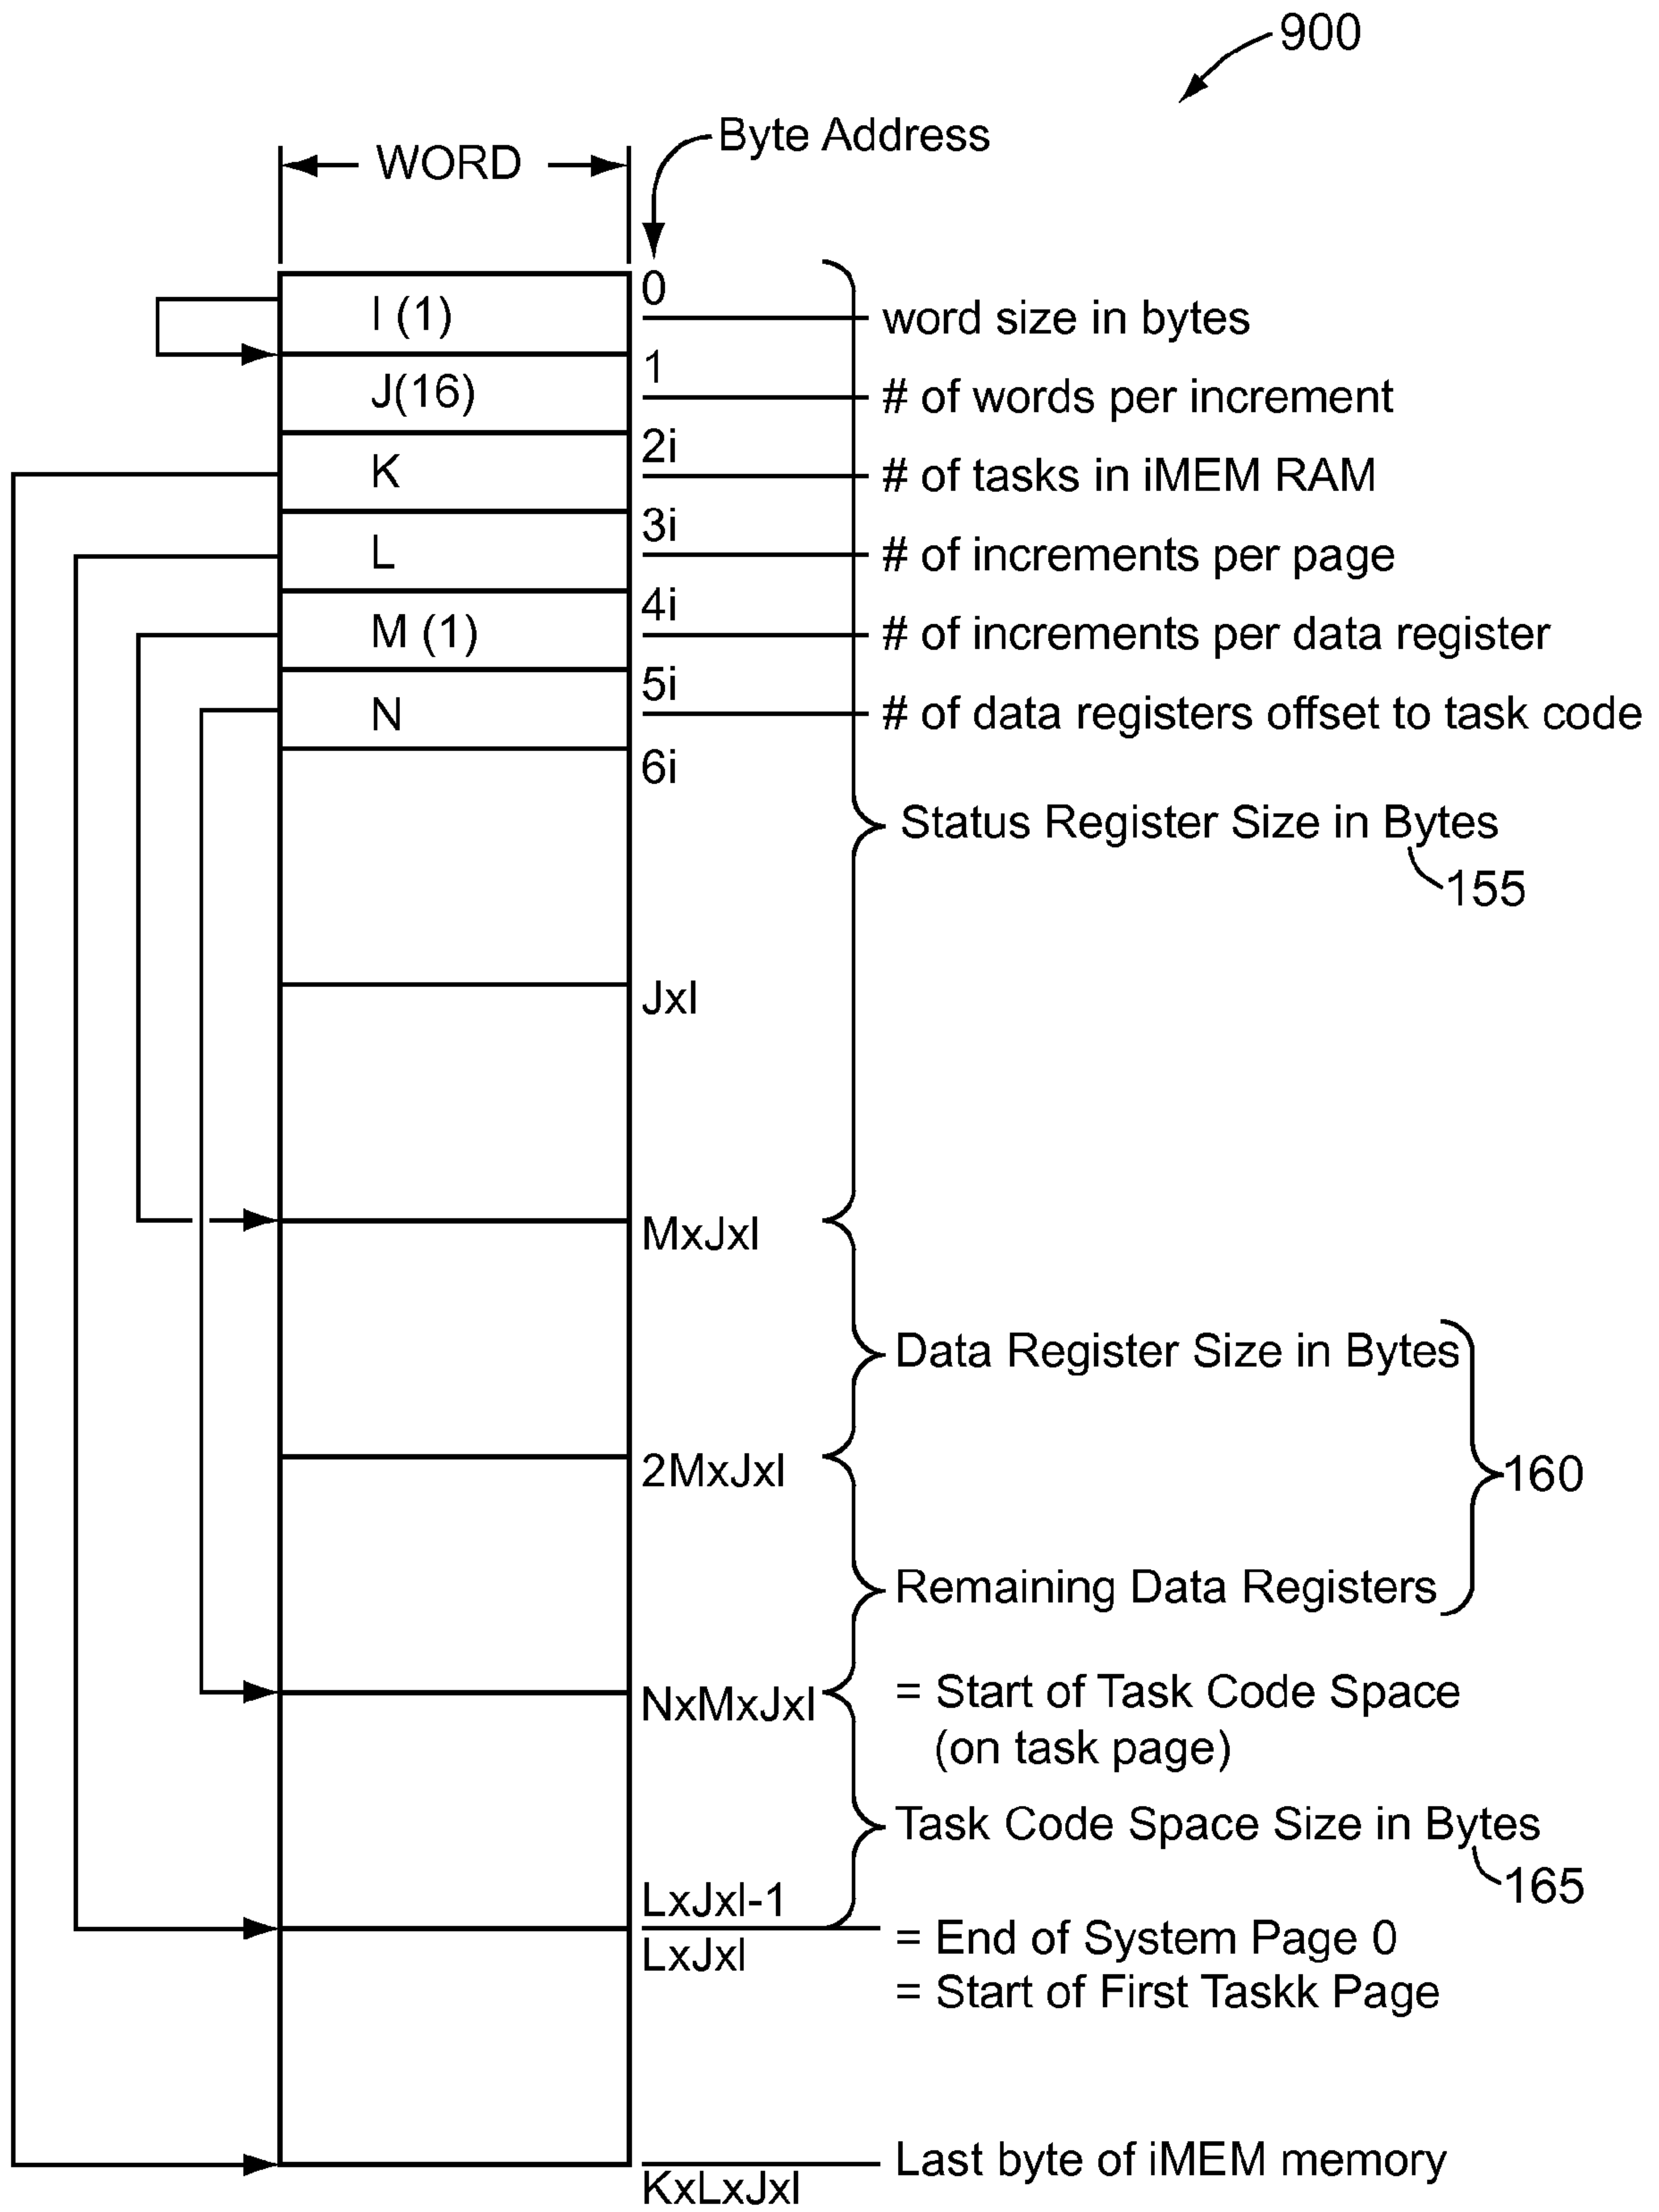 900
Byte Address
WORD
0
I (1)
word size in bytes
1
J(16)
# of words per increment
2i
K
# of tasks in iMEM RAM
3i
L
# of increments per page
4i
M (1)
# of increments per data register
5i
N
# of data registers offset to task code
6i
Status Register Size in Bytes
155
JxI
MxJxI
Data Register Size in Bytes
2MxJxI
160
Remaining Data Registers
NxMxJxI
= Start of Task Code Space
(on task page)
Task Code Space Size in Bytes
165
LxJxI-1
= End of System Page 0
LxJxI
= Start of First Taskk Page
Last byte of iMEM memory
KxLxJxI